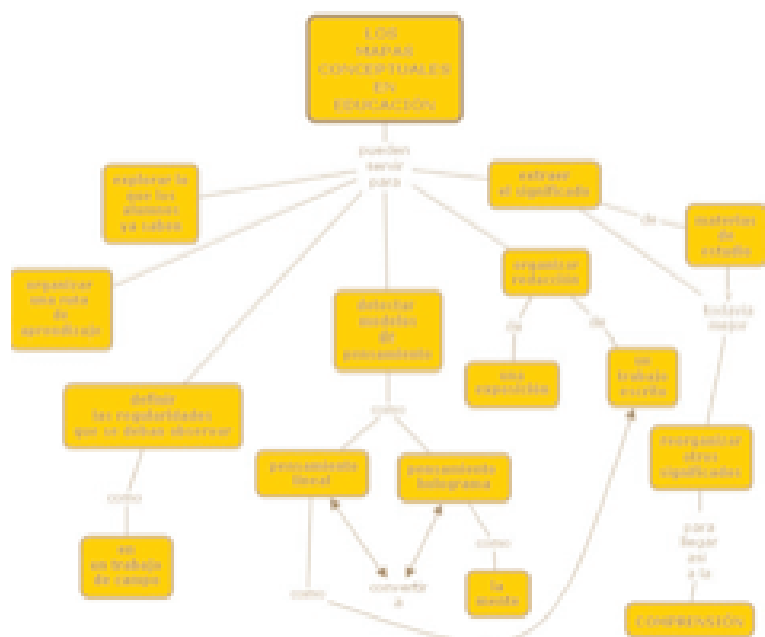 LOS
MAPAS
CONCEPTUALES
EN
EDUCACIÓN
pueden
servir
para
explorar lo
que los
alumnos
ya saben
extraer
el significado
de
materias
de
estudio
organizar
una ruta
de
aprendizaje
organizar
redacción
detectar
modelos
de
pensamiento
todavía
mejor
de
de
una
exposición
un
trabajo
escrito
definir
las regularidades
que se deban observar
como
como
pensamiento
lineal
pensamiento
holograma
reorganizar
otros
significados
en
un trabajo
de campo
como
convertir
a
como
la
mente
para
llegar
así
a la
COMPRESIÓN